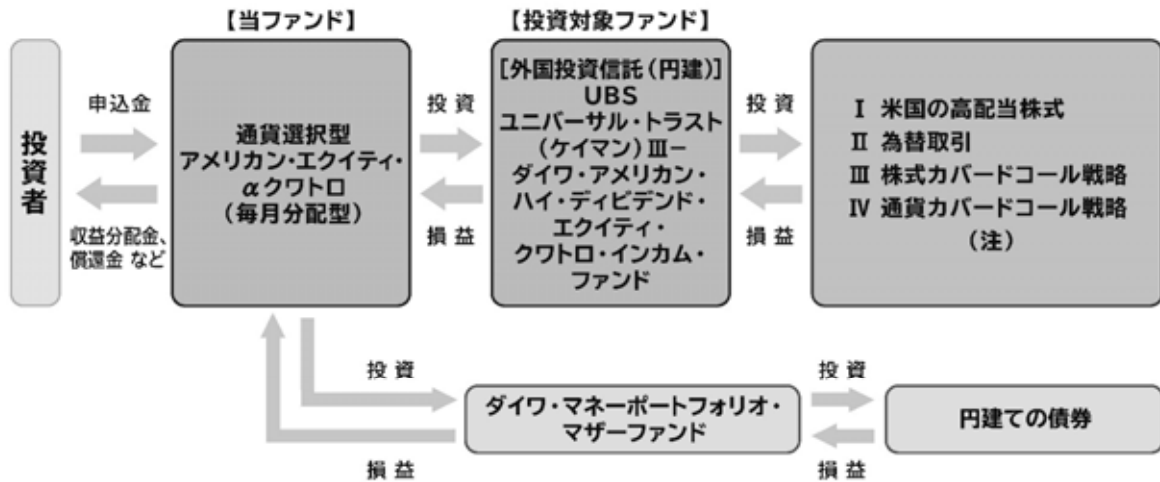 【当ファンド】
【投資対象ファンド】
投資者
申込金
収益分配金、
償還金 など
通貨選択型
アメリカン・エクイティ・
αクワトロ
(毎月分配型)
投 資
損 益
[外国投資信託(円建)]
UBS
ユニバーサル・トラスト
(ケイマン)Ⅲ−
ダイワ・アメリカン・
ハイ・ディビデンド・
エクイティ・
クワトロ・インカム・
ファンド
投 資
損 益
Ⅰ 米国の高配当株式
Ⅱ 為替取引
Ⅲ 株式カバードコール戦略
Ⅳ 通貨カバードコール戦略
(注)
投 資
損 益
ダイワ・マネーポートフォリオ・
マザーファンド
投 資
損 益
円建ての債券